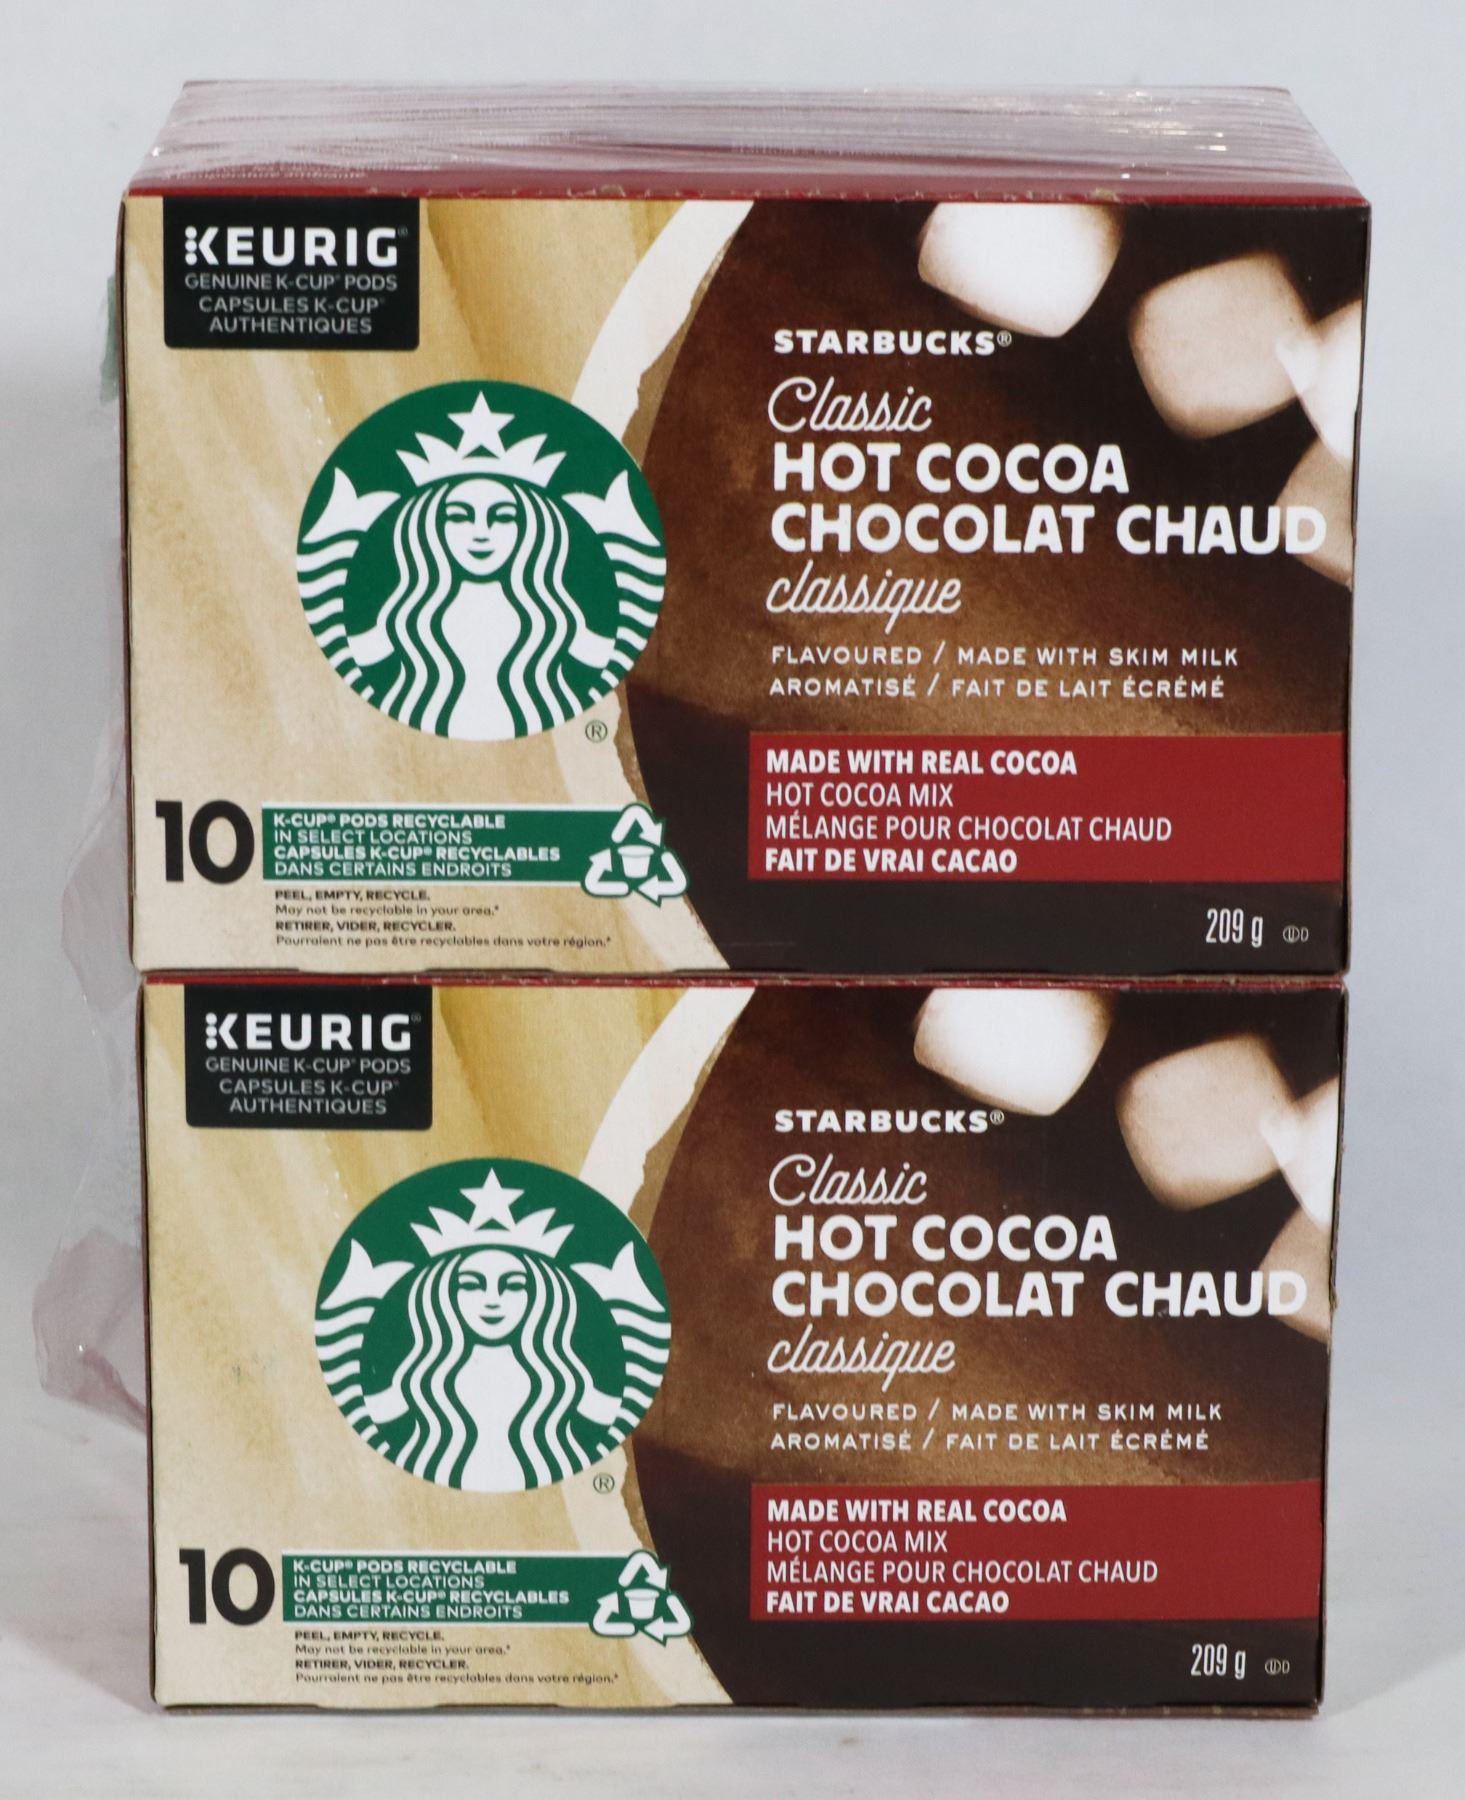 KEURIG®
GENUINE K-CUP® PODS
CAPSULES K-CUP®
AUTHENTIQUES
STARBUCKS®
Classic
HOT COCOA
CHOCOLAT CHAUD
classique
FLAVOURED / MADE WITH SKIM MILK
AROMATISÉ / FAIT DE LAIT ÉCRÉMÉ
MADE WITH REAL COCOA
HOT COCOA MIX
MÉLANGE POUR CHOCOLAT CHAUD
FAIT DE VRAI CACAO
®
10
K-CUP® PODS RECYCLABLE
IN SELECT LOCATIONS
CAPSULES K-CUP® RECYCLABLES
DANS CERTAINS ENDROITS
PEEL, EMPTY, RECYCLE.
May not be recyclable in your area.*
RETIRER, VIDER, RECYCLER.
Pourraient ne pas être recyclables dans votre région.*
209 g UD
KEURIG®
GENUINE K-CUP® PODS
CAPSULES K-CUP®
AUTHENTIQUES
STARBUCKS®
Classic
HOT COCOA
CHOCOLAT CHAUD
classique
FLAVOURED / MADE WITH SKIM MILK
AROMATISÉ / FAIT DE LAIT ÉCRÉMÉ
MADE WITH REAL COCOA
HOT COCOA MIX
MÉLANGE POUR CHOCOLAT CHAUD
FAIT DE VRAI CACAO
®
10
K-CUP® PODS RECYCLABLE
IN SELECT LOCATIONS
CAPSULES K-CUP® RECYCLABLES
DANS CERTAINS ENDROITS
PEEL, EMPTY, RECYCLE.
May not be recyclable in your area.*
RETIRER, VIDER, RECYCLER.
Pourraient ne pas être recyclables dans votre région.*
209 g UD